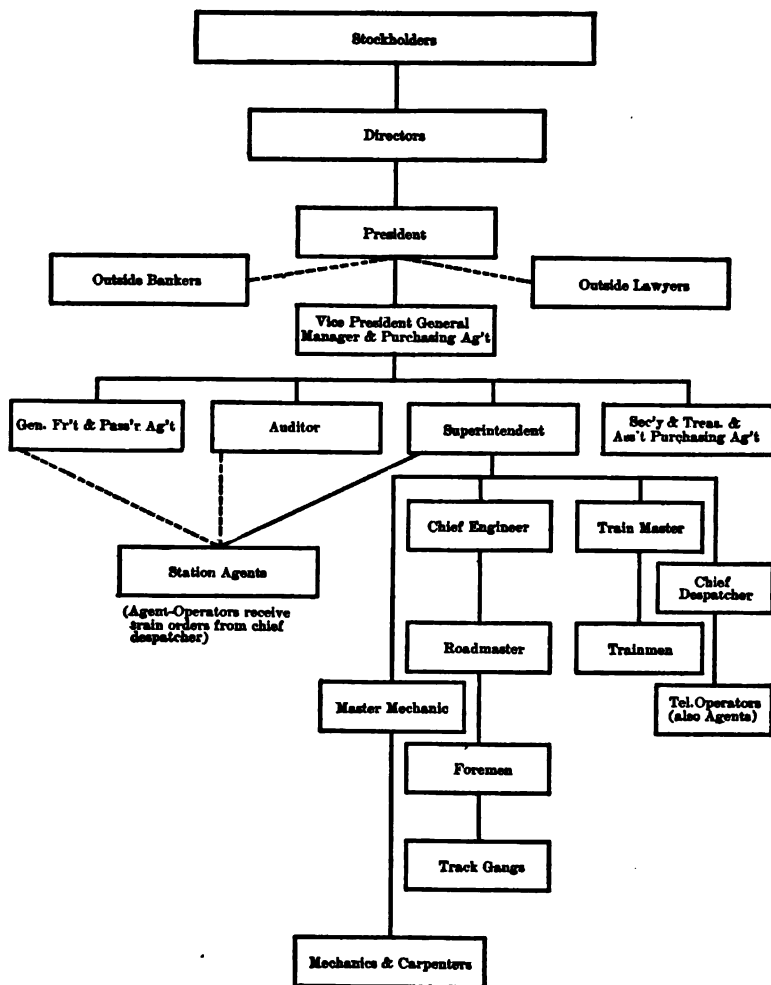 Stockholders
Directors
President
Outside Bankers
Outside Lawyers
Vice President General
Manager & Purchasing Ag't
Gen. Fr't & Pass'r Ag't
Auditor
Superintendent
Sec'y & Treas. &
Ass't Purchasing Ag't
Chief Engineer
Train Master
Station Agents
Chief
Despatcher
(Agent-Operators receive
train orders from chief
despatcher)
Roadmaster
Trainmen
Master Mechanic
Tel. Operators
(also Agents)
Foremen
Track Gangs
Mechanics & Carpenters